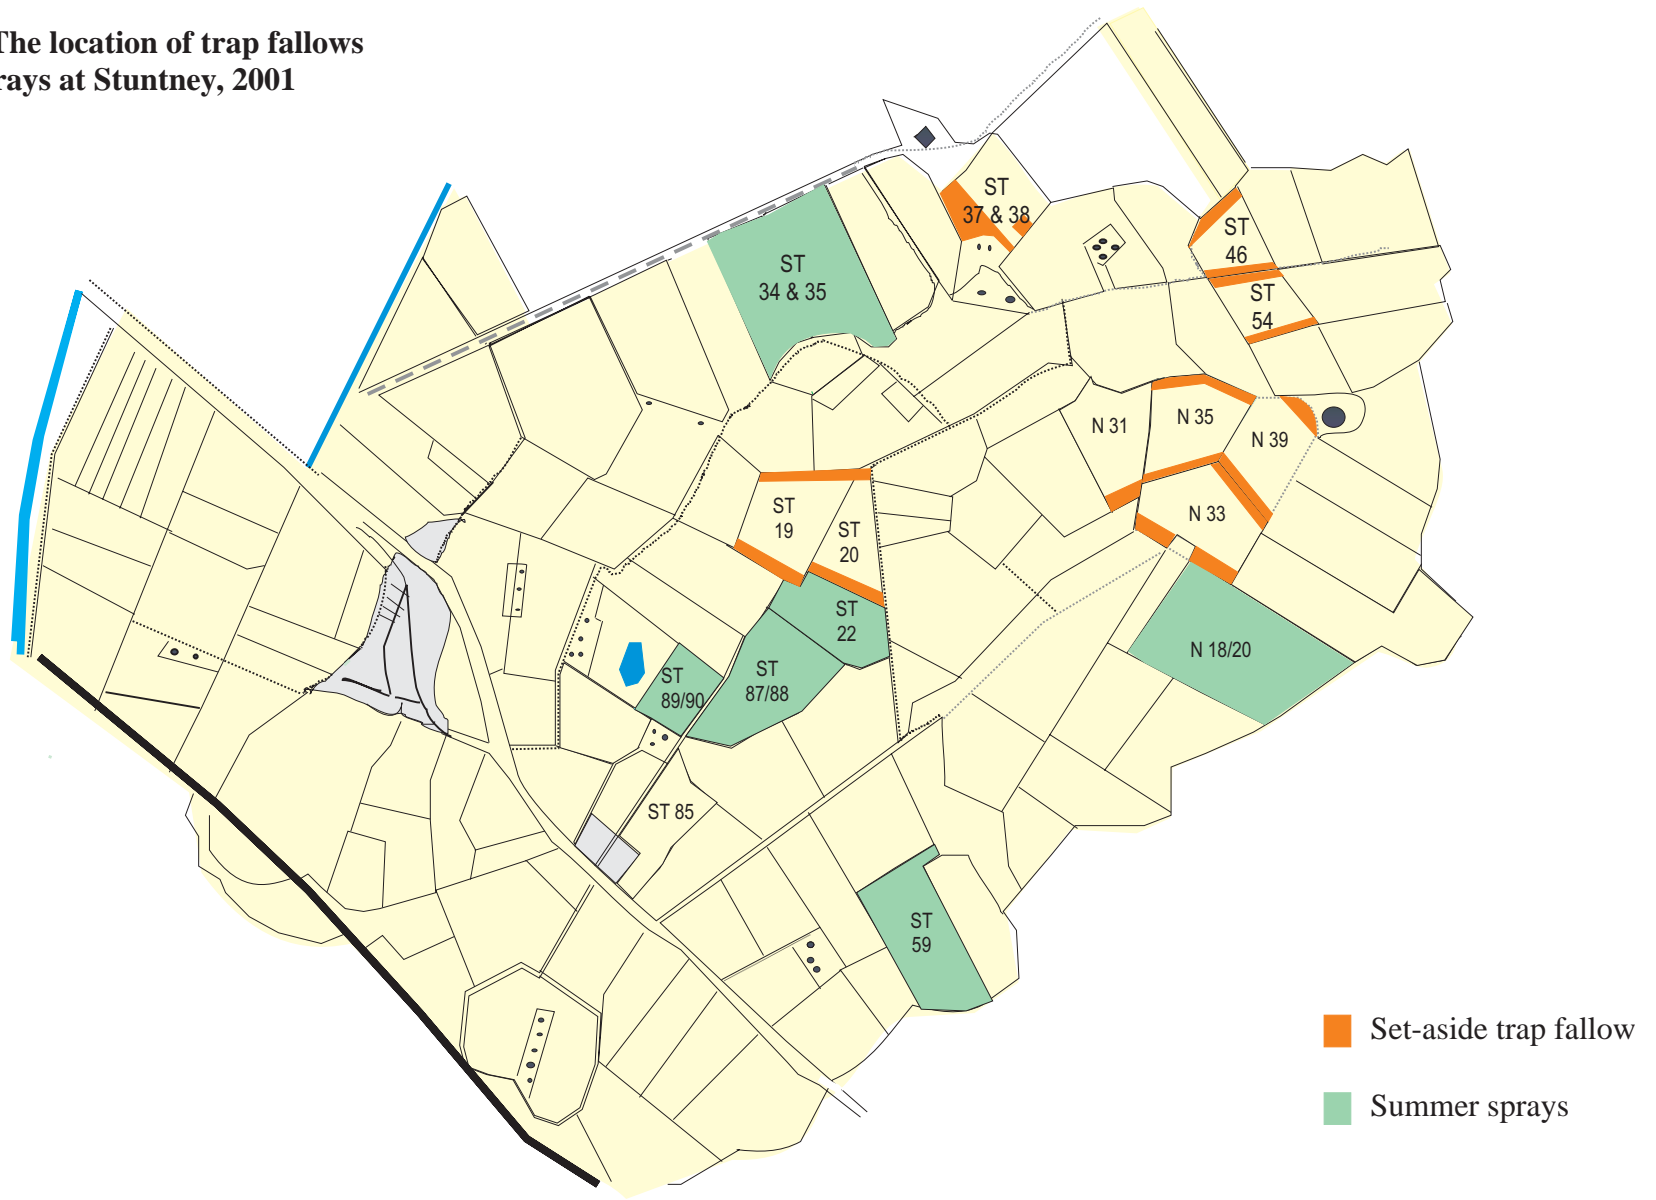 The location of trap fallows
rays at Stuntney, 2001
ST
37 & 38
ST
46
ST
34 & 35
ST
54
N 31
N 35
N 39
ST
19
ST
20
N 33
ST
22
N 18/20
ST
89/90
ST
87/88
ST 85
ST
59
Set-aside trap fallow
Summer sprays